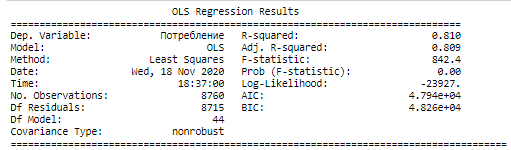 OLS Regression Results
==============================================================================
Dep. Variable: Потребление R-squared: 0.810
Model: OLS Adj. R-squared: 0.809
Method: Least Squares F-statistic: 842.4
Date: Wed, 18 Nov 2020 Prob (F-statistic): 0.00
Time: 18:37:00 Log-Likelihood: -23927.
No. Observations: 8760 AIC: 4.794e+04
Df Residuals: 8715 BIC: 4.826e+04
Df Model: 44
Covariance Type: nonrobust
=======================================================================================